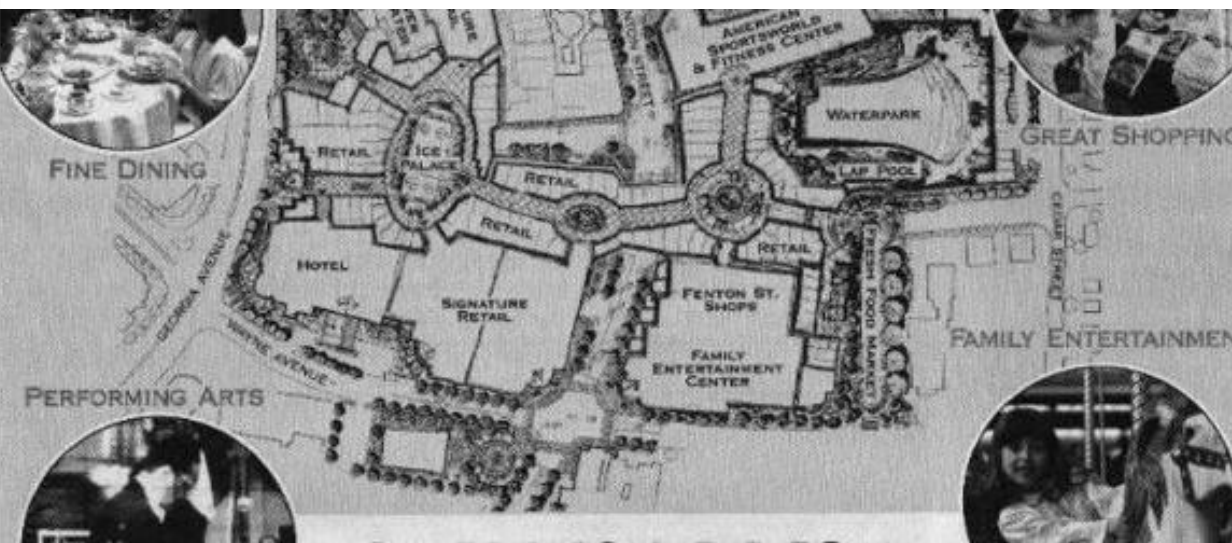 AMERICAN
SPORTSWORLD
& FITNESS CENTER
WATERPARK
GREAT SHOPPING
FINE DINING
RETAIL
ICE
PALACE
RETAIL
LAP POOL
RETAIL
RETAIL
GEORGIA AVENUE
HOTEL
SIGNATURE
RETAIL
FENTON ST.
SHOPS
FRESH FOOD MARKET
CEDAR STREET
WAYNE AVENUE
FAMILY
ENTERTAINMENT
CENTER
FAMILY ENTERTAINMEN
PERFORMING ARTS
STREET